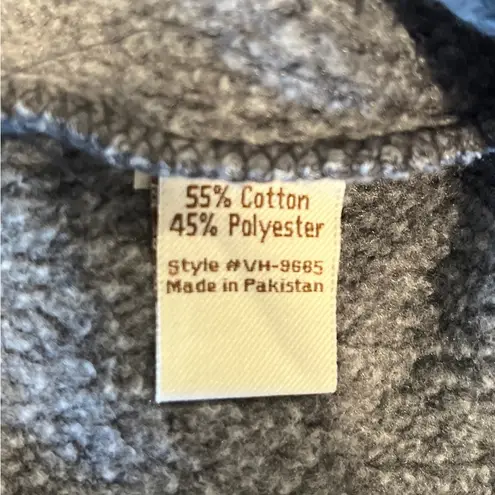 55% Cotton
45% Polyester
Style #VH-9665
Made in Pakistan